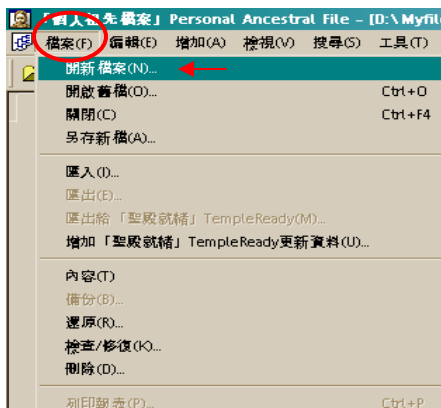 「個人祖先檔案」Personal Ancestral File - [D:\Myfile
檔案(F) 編輯(E) 增加(A) 檢視(V) 搜尋(S) 工具(T)
開新檔案(N)...
開啟舊檔(O)... Ctrl+O
關閉(C) Ctrl+F4
另存新檔(A)...
匯入(I)...
匯出(E)...
匯出給「聖殿就緒」TempleReady(M)...
增加「聖殿就緒」TempleReady更新資料(U)...
內容(T)
備份(B)...
還原(R)...
檢查/修復(K)...
刪除(D)...
列印報表(P)... Ctrl+P